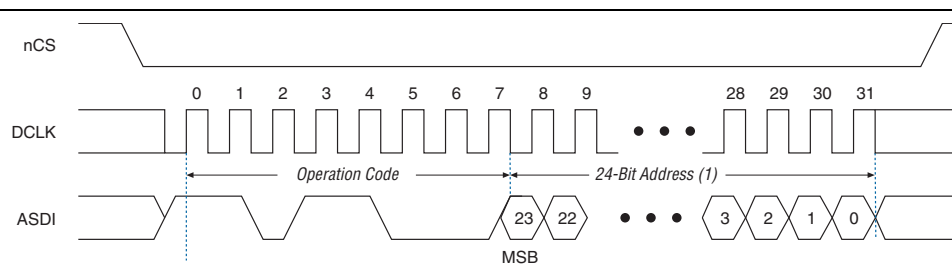 nCS
0 1 2 3 4 5 6 7 8 9 28 29 30 31
DCLK
Operation Code 24-Bit Address (1)
ASDI 23 22 3 2 1 0
MSB